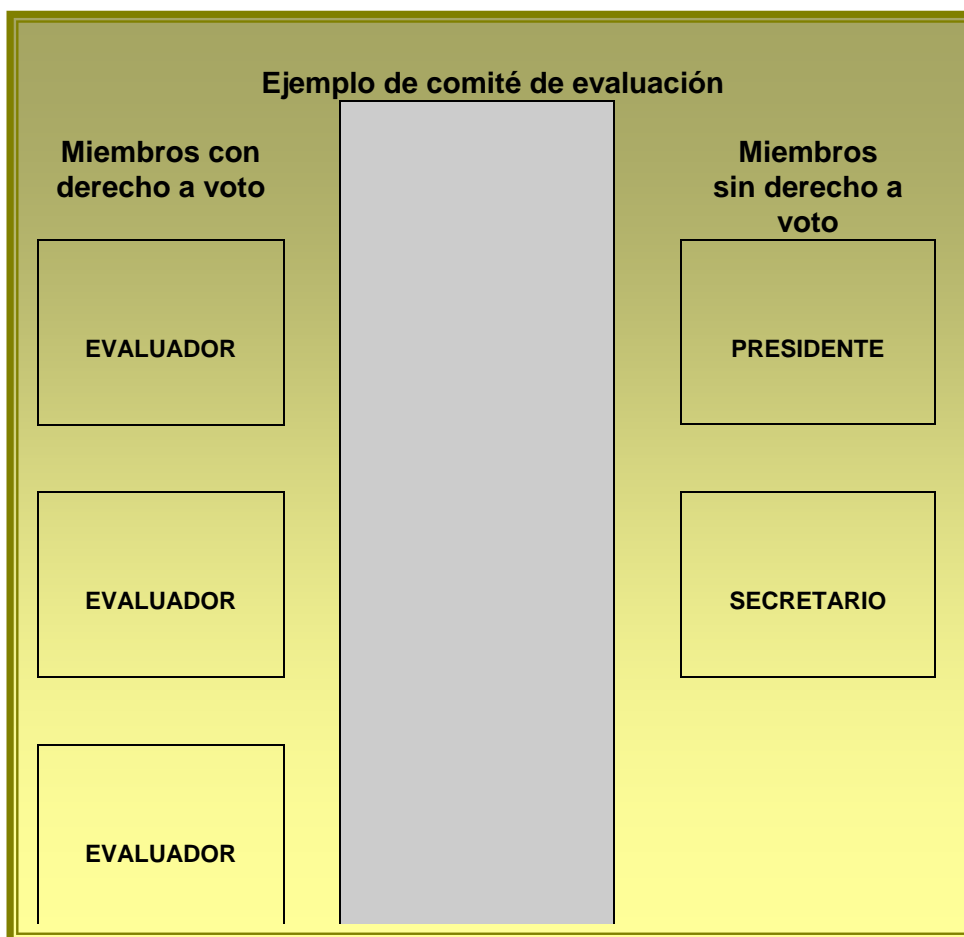 Ejemplo de comité de evaluación
Miembros con
derecho a voto
EVALUADOR
EVALUADOR
EVALUADOR
Miembros
sin derecho a
voto
PRESIDENTE
SECRETARIO